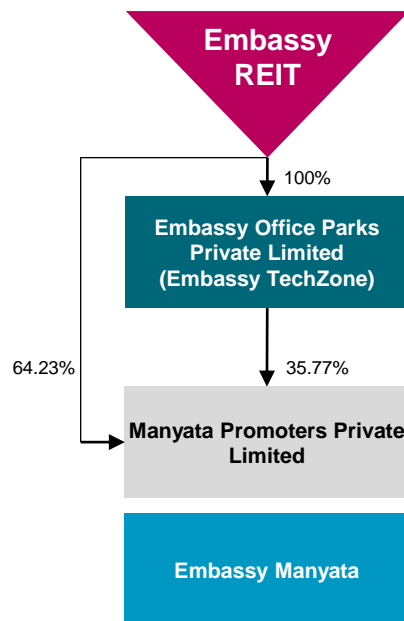 Embassy
REIT
100%
Embassy Office Parks
Private Limited
(Embassy TechZone)
64.23%
35.77%
Manyata Promoters Private
Limited
Embassy Manyata